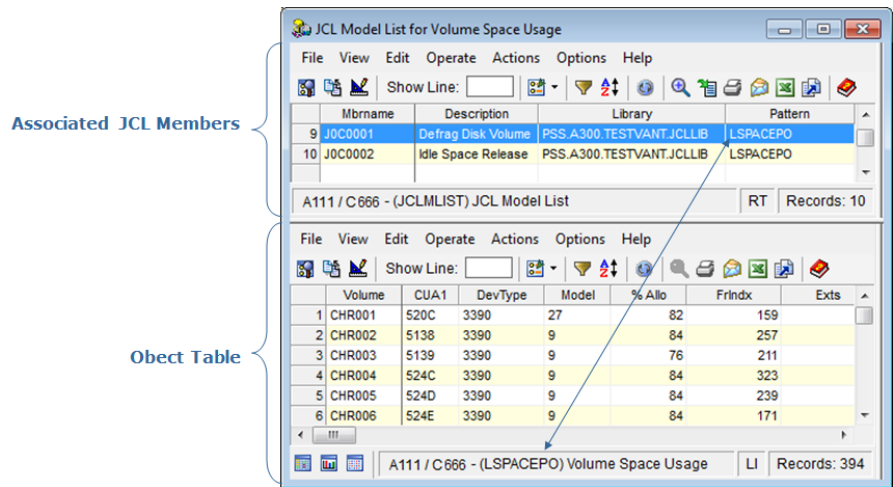 JCL Model List for Volume Space Usage
File View Edit Operate Actions Options Help
Show Line:
Mbrname Description Library Pattern
9 J0C0001 Defrag Disk Volume PSS.A300.TESTVANT.JCLLIB LSPACEPO
10 J0C0002 Idle Space Release PSS.A300.TESTVANT.JCLLIB LSPACEPO
A111 / C666 - (JCLMLIST) JCL Model List RT Records: 10
Associated JCL Members
File View Edit Operate Actions Options Help
Show Line:
Volume CUA1 DevType Model % Allo FrIndx Exts
1 CHR001 520C 3390 27 82 159
2 CHR002 5138 3390 9 84 257
3 CHR003 5139 3390 9 76 211
4 CHR004 524C 3390 9 84 323
5 CHR005 524D 3390 9 84 239
6 CHR006 524E 3390 9 84 171
A111 / C666 - (LSPACEPO) Volume Space Usage LI Records: 394
Obect Table